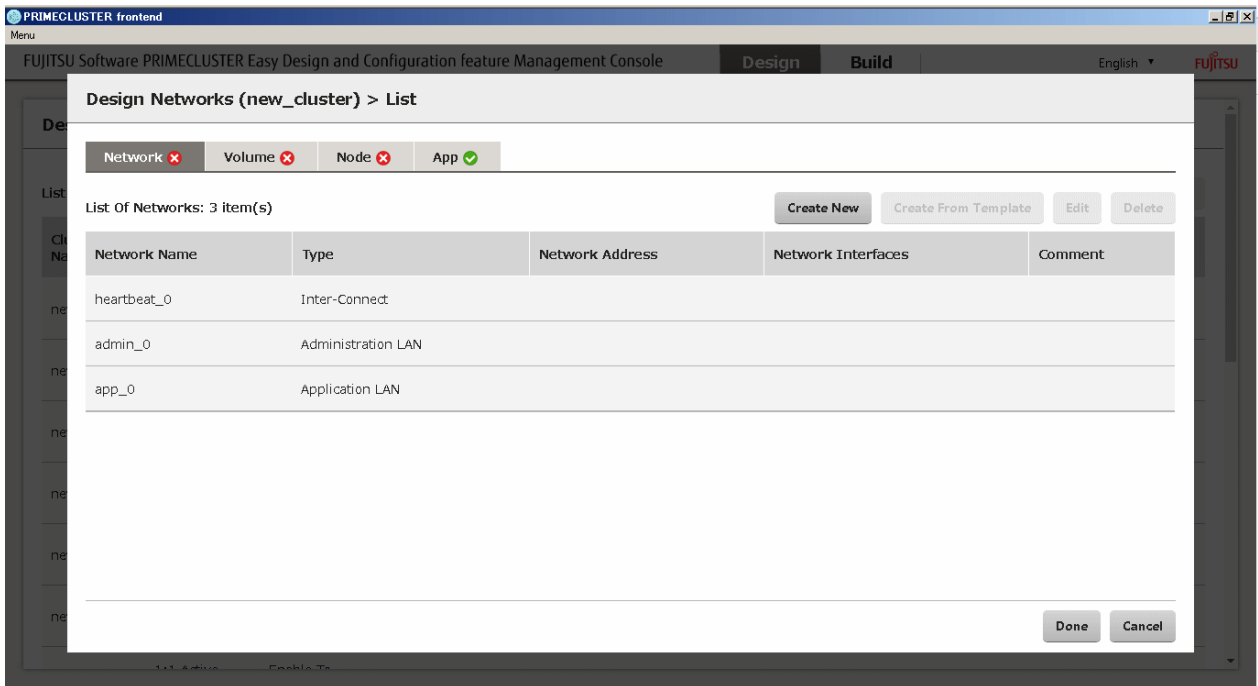 PRIMECLUSTER frontend
Menu
FUJITSU Software PRIMECLUSTER Easy Design and Configuration feature Management Console Design Build English FUJITSU
Design Networks (new_cluster) > List
Network Volume Node App
List
List Of Networks: 3 item(s) Create New Create From Template Edit Delete
Network Name Type Network Address Network Interfaces Comment
heartbeat_0 Inter-Connect
admin_0 Administration LAN
app_0 Application LAN
Done Cancel